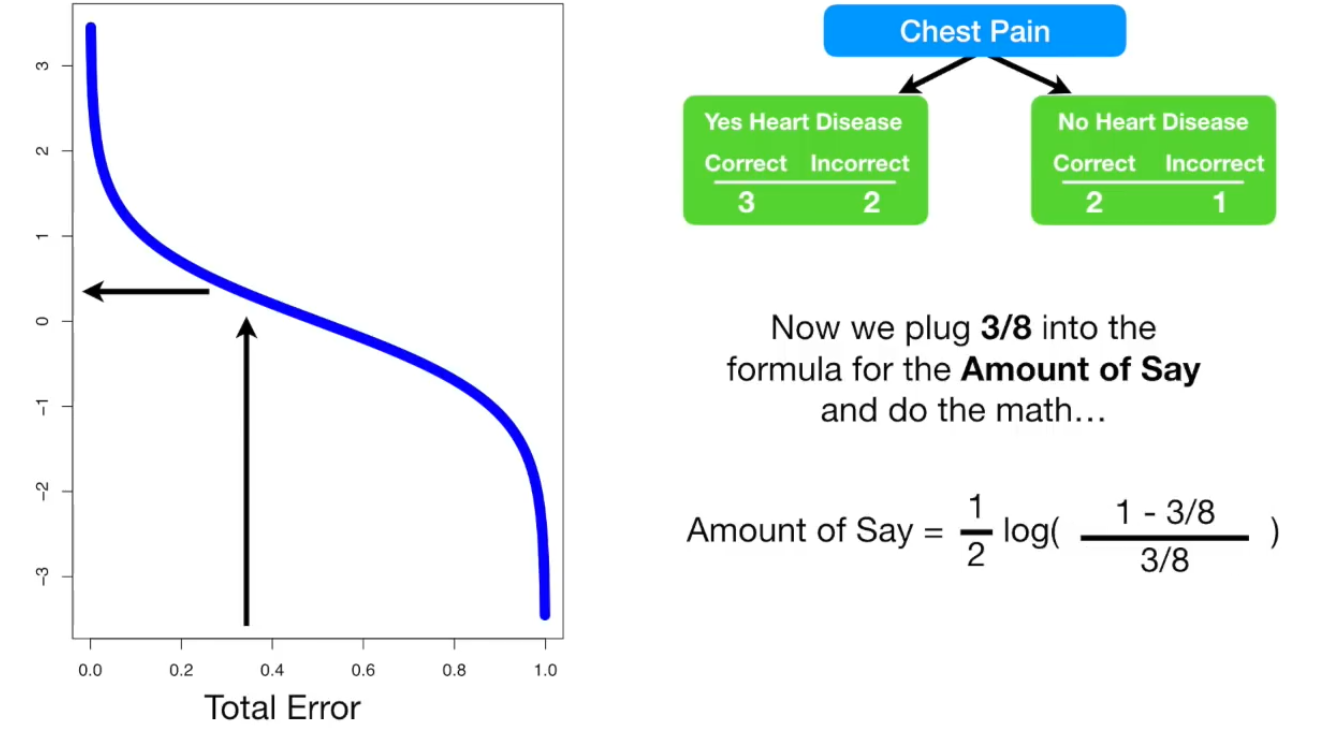 3
2
1
0
−1
−2
−3
0.0 0.2 0.4 0.6 0.8 1.0
Total Error
Chest Pain
Yes Heart Disease
Correct Incorrect
3 2
No Heart Disease
Correct Incorrect
2 1
Now we plug 3/8 into the
formula for the Amount of Say
and do the math…
Amount of Say = 1/2 log( (1 - 3/8) / (3/8) )